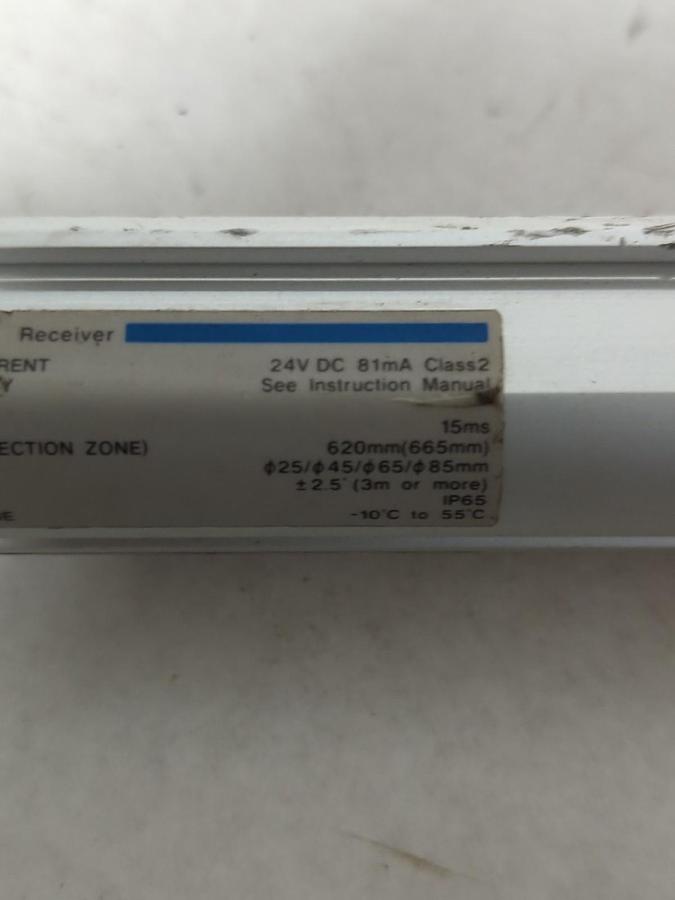 Receiver
RENT 24V DC 81mA Class2
Y See Instruction Manual
15ms
ECTION ZONE) 620mm(665mm)
ϕ25/ϕ45/ϕ65/ϕ85mm
±2.5° (3m or more)
IP65
GE -10°C to 55°C